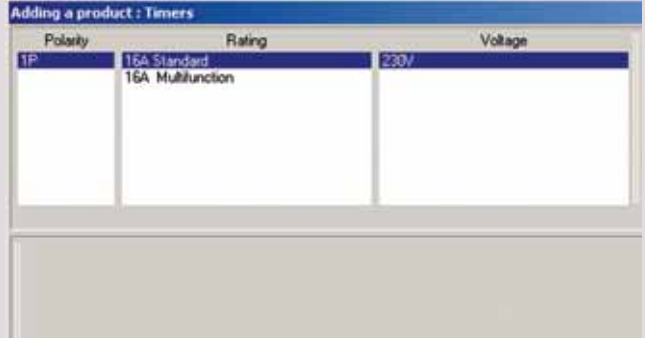 Adding a product : Timers
Polarity Rating Voltage
1P 16A Standard 230V
16A Multifunction